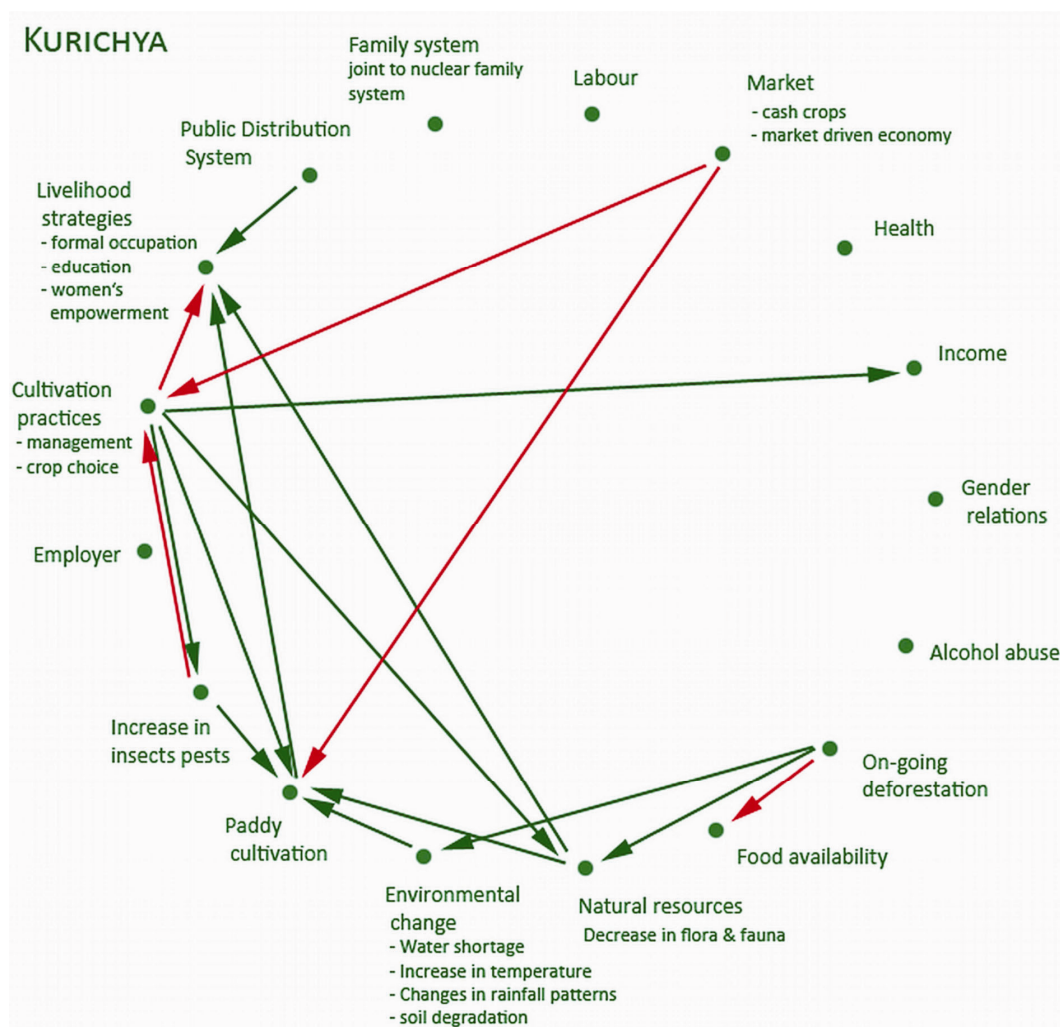 KURICHYA
Family system
joint to nuclear family
system
Labour
Market
- cash crops
- market driven economy
Public Distribution
System
Livelihood
strategies
- formal occupation
- education
- women's
empowerment
Health
Income
Cultivation
practices
- management
- crop choice
Gender
relations
Employer
Alcohol abuse
Increase in
insects pests
On-going
deforestation
Paddy
cultivation
Food availability
Environmental
change
- Water shortage
- Increase in temperature
- Changes in rainfall patterns
- soil degradation
Natural resources
Decrease in flora & fauna